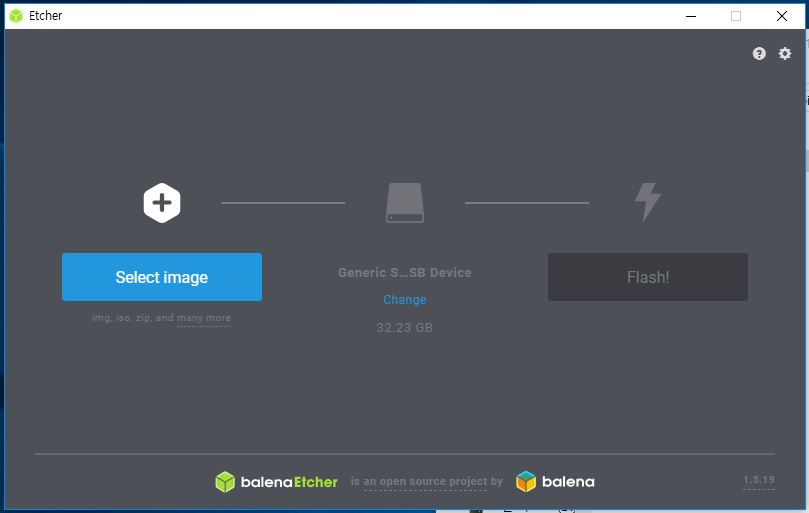 Etcher
Select image
Generic S...SB Device
Flash!
Change
img, iso, zip, and many more
32.23 GB
balenaEtcher is an open source project by balena
1.5.19